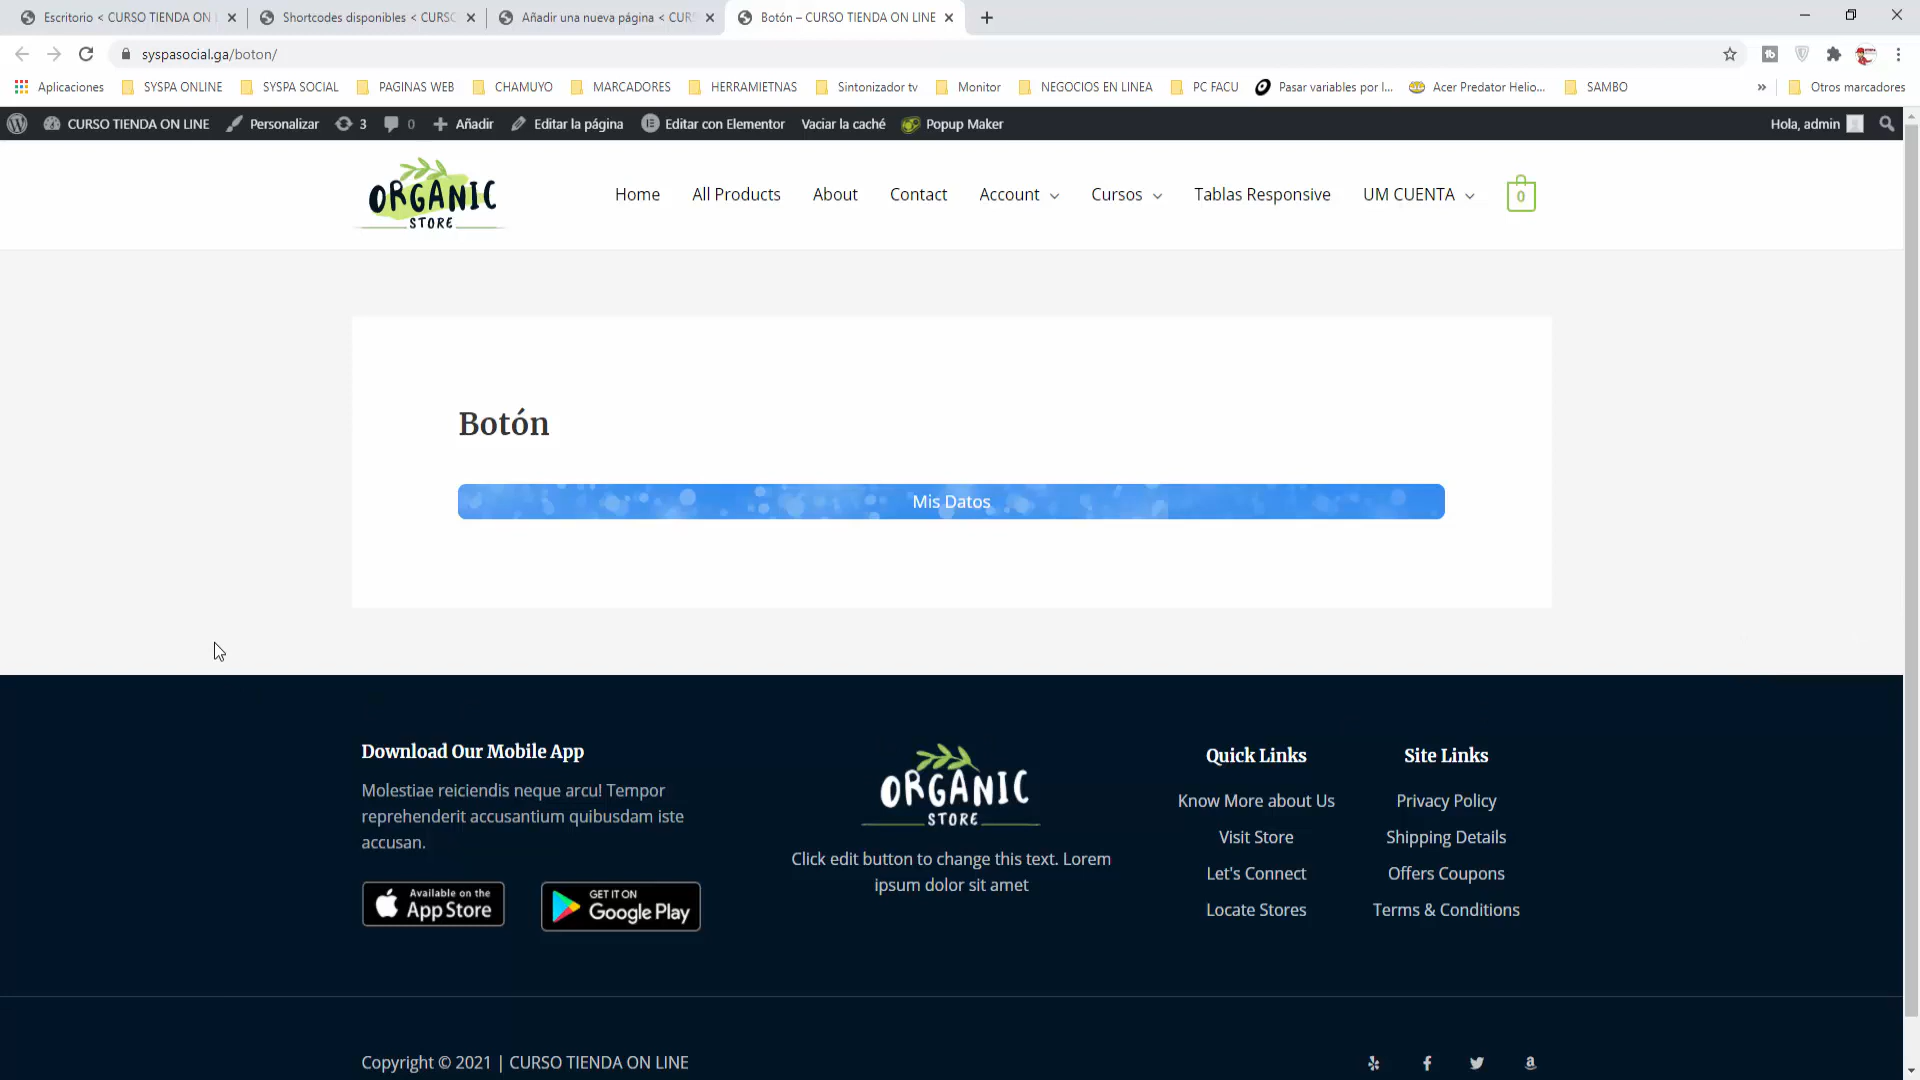 Escritorio < CURSO TIENDA ON
Shortcodes disponibles < CURSO
Añadir una nueva página < CUR
Botón – CURSO TIENDA ON LINE
syspasocial.ga/boton/
Aplicaciones SYSPA ONLINE SYSPA SOCIAL PAGINAS WEB CHAMUYO MARCADORES HERRAMIETNAS Sintonizador tv Monitor NEGOCIOS EN LINEA PC FACU Pasar variables por l... Acer Predator Helio... SAMBO » Otros marcadores
CURSO TIENDA ON LINE Personalizar 3 0 Añadir Editar la página Editar con Elementor Vaciar la caché Popup Maker Hola, admin
ORGANIC
STORE
Home All Products About Contact Account Cursos Tablas Responsive UM CUENTA 0
Botón
Mis Datos
Download Our Mobile App
Molestiae reiciendis neque arcu! Tempor
reprehenderit accusantium quibusdam iste
accusan.
Available on the
App Store
GET IT ON
Google Play
ORGANIC
STORE
Click edit button to change this text. Lorem
ipsum dolor sit amet
Quick Links
Know More about Us
Visit Store
Let's Connect
Locate Stores
Site Links
Privacy Policy
Shipping Details
Offers Coupons
Terms & Conditions
Copyright © 2021 | CURSO TIENDA ON LINE